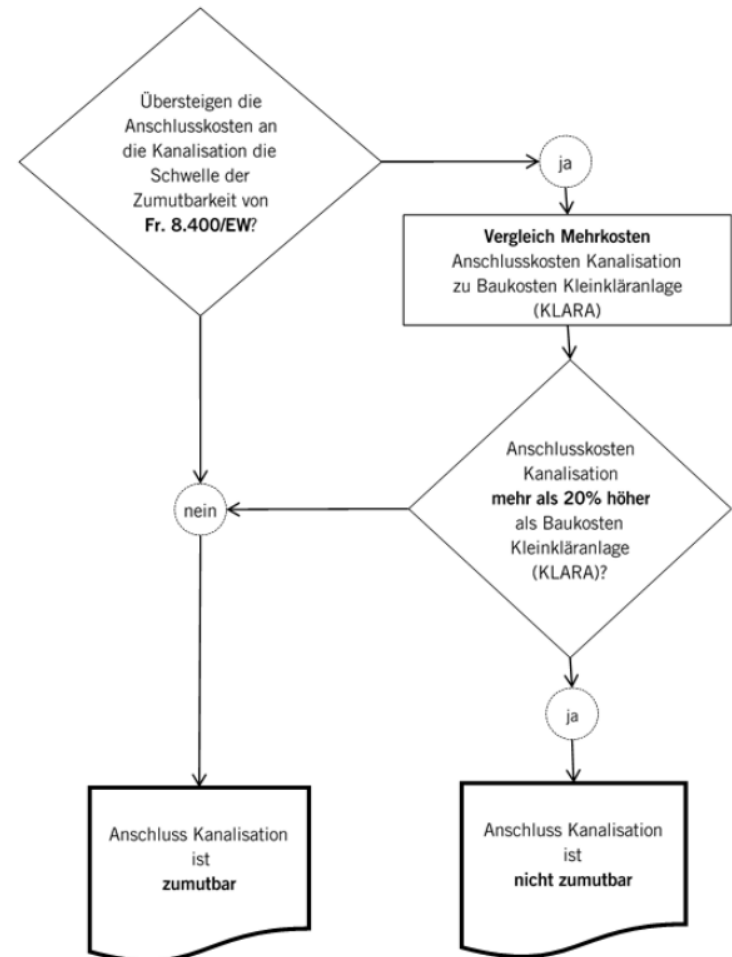 Übersteigen die
Anschlusskosten an
die Kanalisation die
Schwelle der
Zumutbarkeit von
Fr. 8.400/EW?
ja
Vergleich Mehrkosten
Anschlusskosten Kanalisation
zu Baukosten Kleinkläranlage
(KLARA)
Anschlusskosten
Kanalisation
mehr als 20% höher
als Baukosten
Kleinkläranlage
(KLARA)?
nein
ja
Anschluss Kanalisation
ist
zumutbar
Anschluss Kanalisation
ist
nicht zumutbar